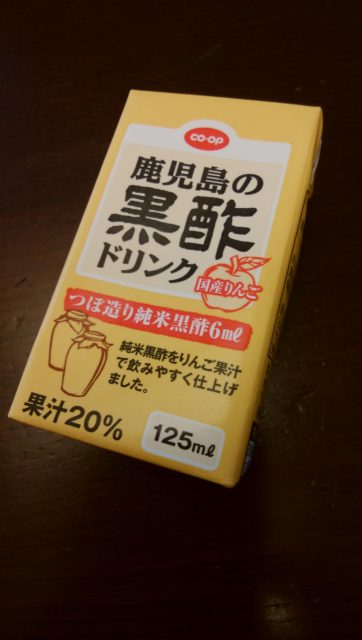 co-op
鹿児島の
黒酢
ドリンク
国産りんご
つぼ造り純米黒酢6mℓ
純米黒酢をりんご果汁
で飲みやすく仕上げ
ました。
果汁20%
125mℓ